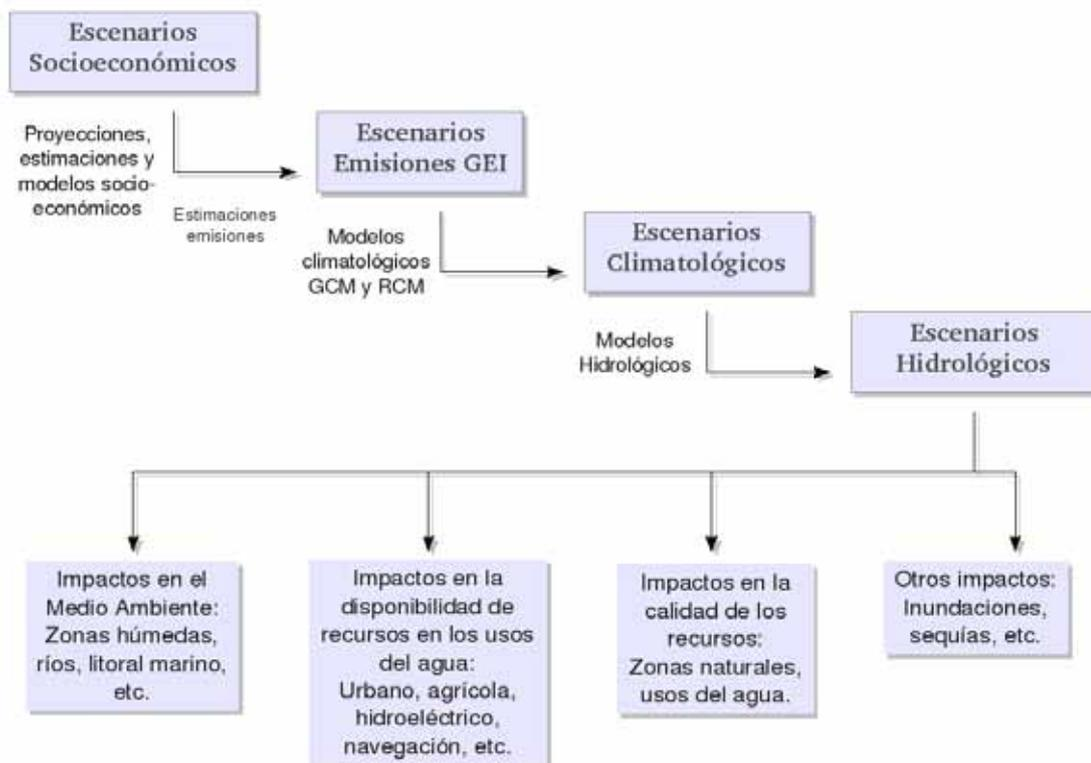 Escenarios
Socioeconómicos
Proyecciones,
estimaciones y
modelos socio-
económicos
Estimaciones
emisiones
Escenarios
Emisiones GEI
Modelos
climatológicos
GCM y RCM
Escenarios
Climatológicos
Modelos
Hidrológicos
Escenarios
Hidrológicos
Impactos en el
Medio Ambiente:
Zonas húmedas,
ríos, litoral marino,
etc.
Impactos en la
disponibilidad de
recursos en los usos
del agua:
Urbano, agrícola,
hidroeléctrico,
navegación, etc.
Impactos en la
calidad de los
recursos:
Zonas naturales,
usos del agua.
Otros impactos:
Inundaciones,
sequías, etc.